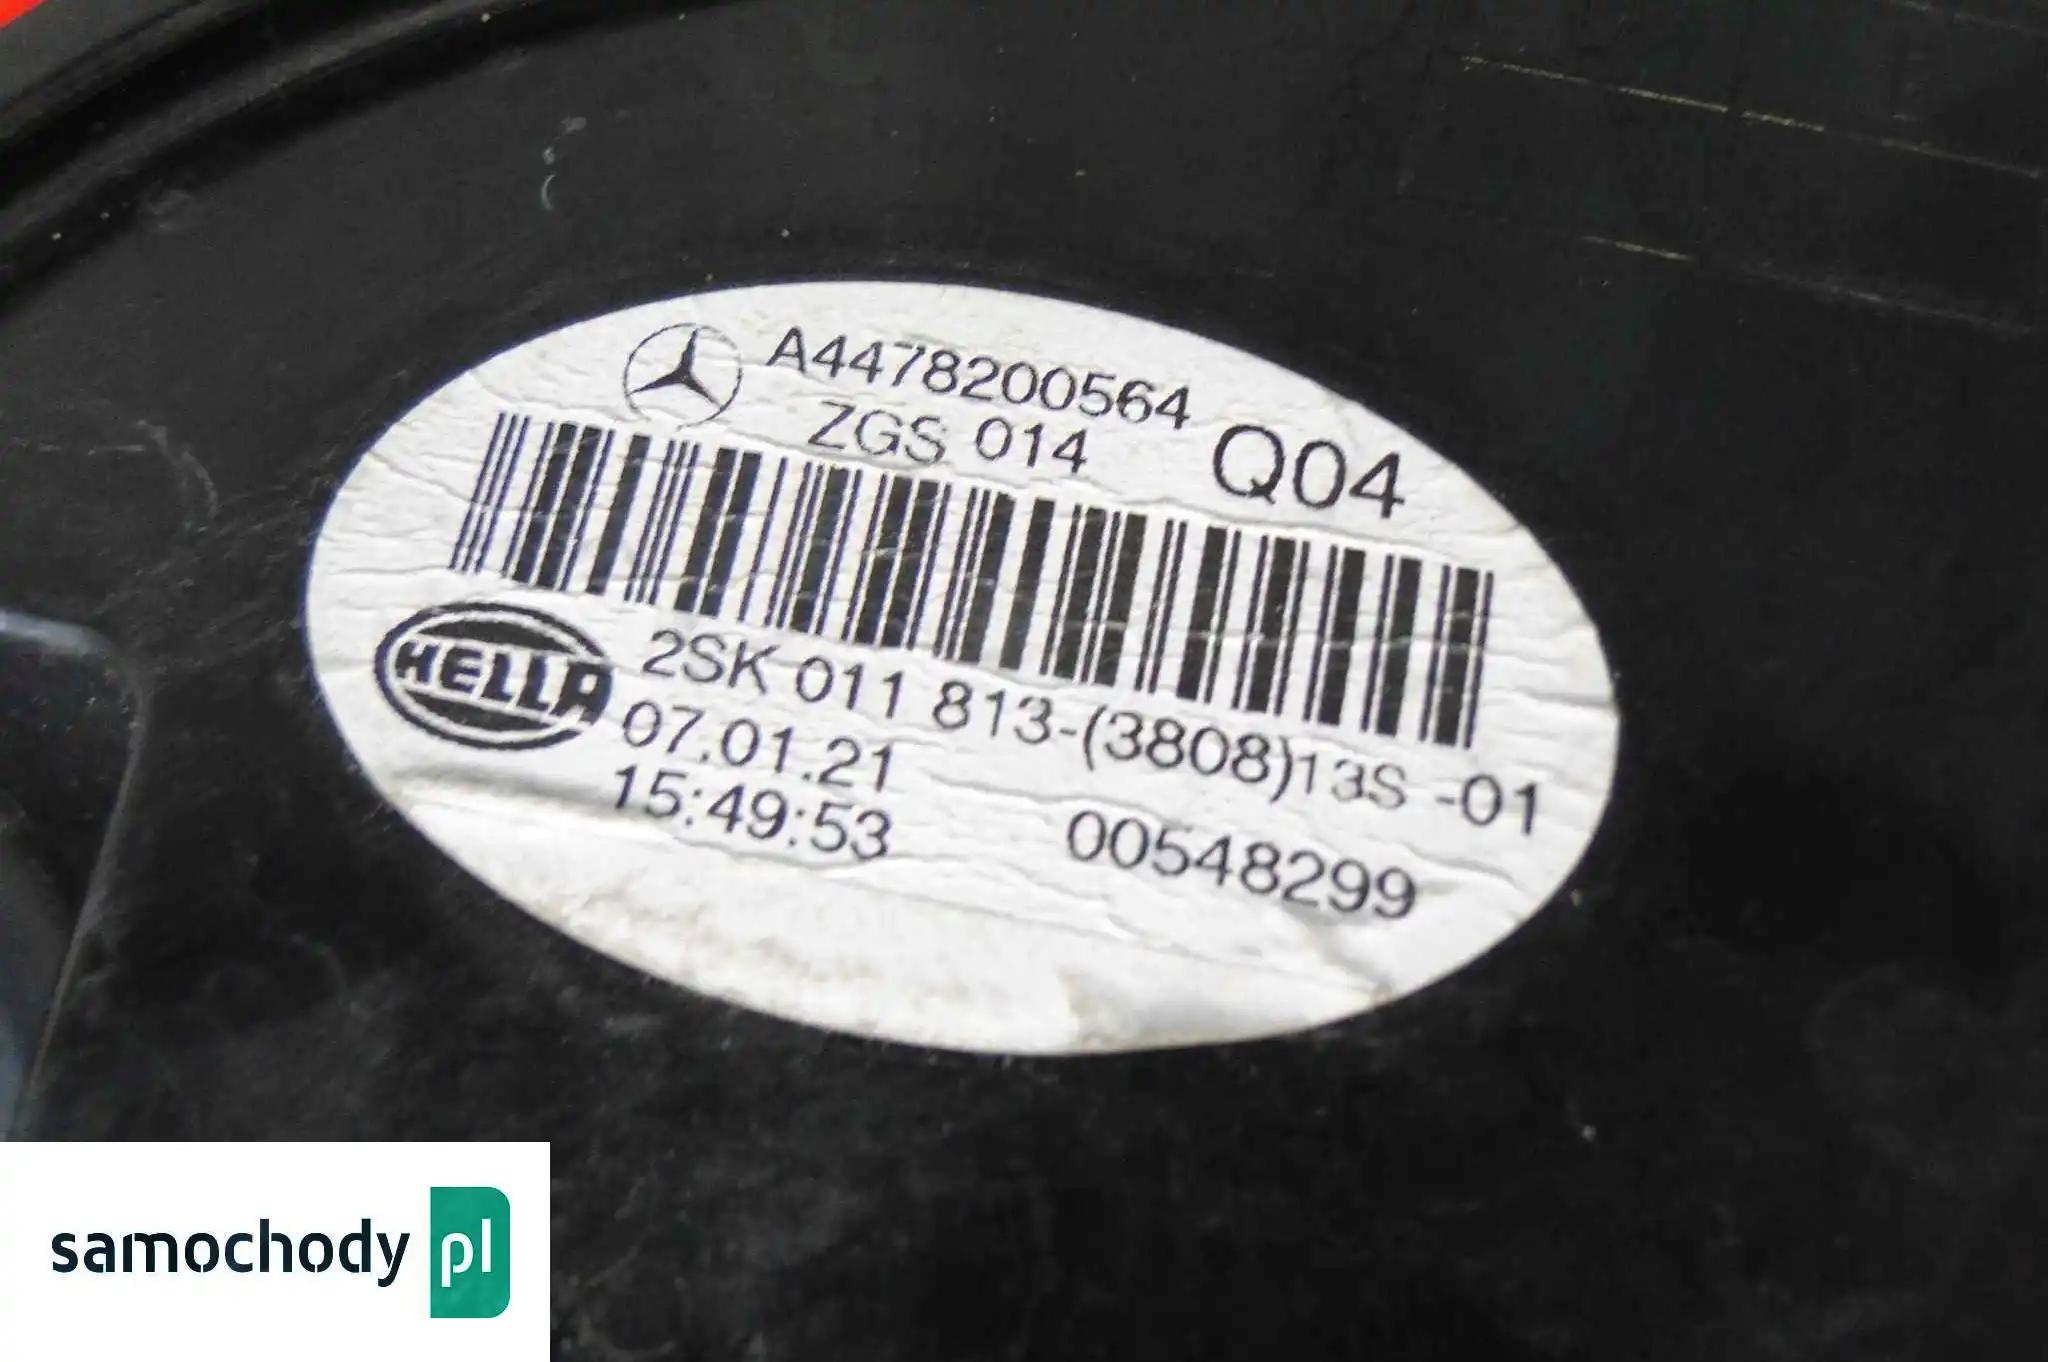 A4478200564
ZGS 014
Q04
HELLA
2SK 011 813-(3808)13S -01
07.01.21
15:49:53
00548299
samochody pl